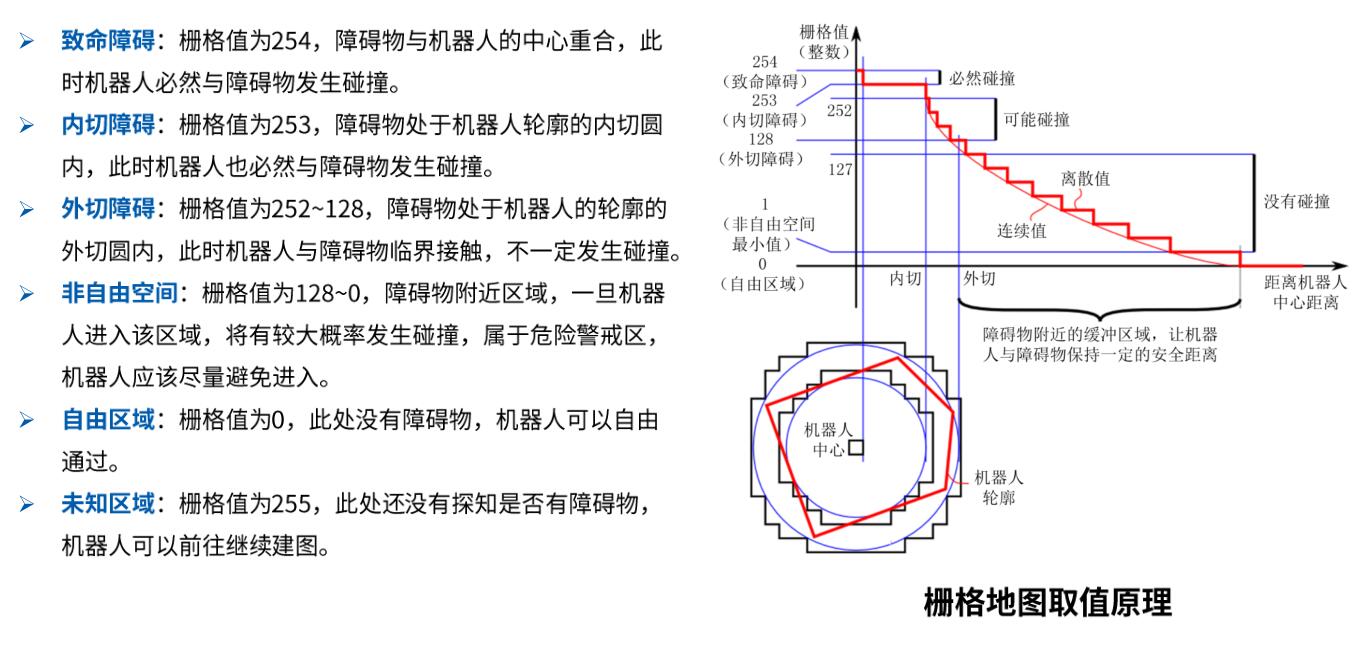 致命障碍：栅格值为254，障碍物与机器人的中心重合，此
时机器人必然与障碍物发生碰撞。
内切障碍：栅格值为253，障碍物处于机器人轮廓的内切圆
内，此时机器人也必然与障碍物发生碰撞。
外切障碍：栅格值为252~128，障碍物处于机器人的轮廓的
外切圆内，此时机器人与障碍物临界接触，不一定发生碰撞。
非自由空间：栅格值为128~0，障碍物附近区域，一旦机器
人进入该区域，将有较大概率发生碰撞，属于危险警戒区，
机器人应该尽量避免进入。
自由区域：栅格值为0，此处没有障碍物，机器人可以自由
通过。
未知区域：栅格值为255，此处还没有探知是否有障碍物，
机器人可以前往继续建图。
栅格值
（整数）
254
（致命障碍）
253
（内切障碍）
128
（外切障碍）
252
127
1
（非自由空间
最小值）
0
（自由区域）
必然碰撞
可能碰撞
没有碰撞
离散值
连续值
内切
外切
距离机器人
中心距离
障碍物附近的缓冲区域，让机器
人与障碍物保持一定的安全距离
机器人
中心
机器人
轮廓
栅格地图取值原理